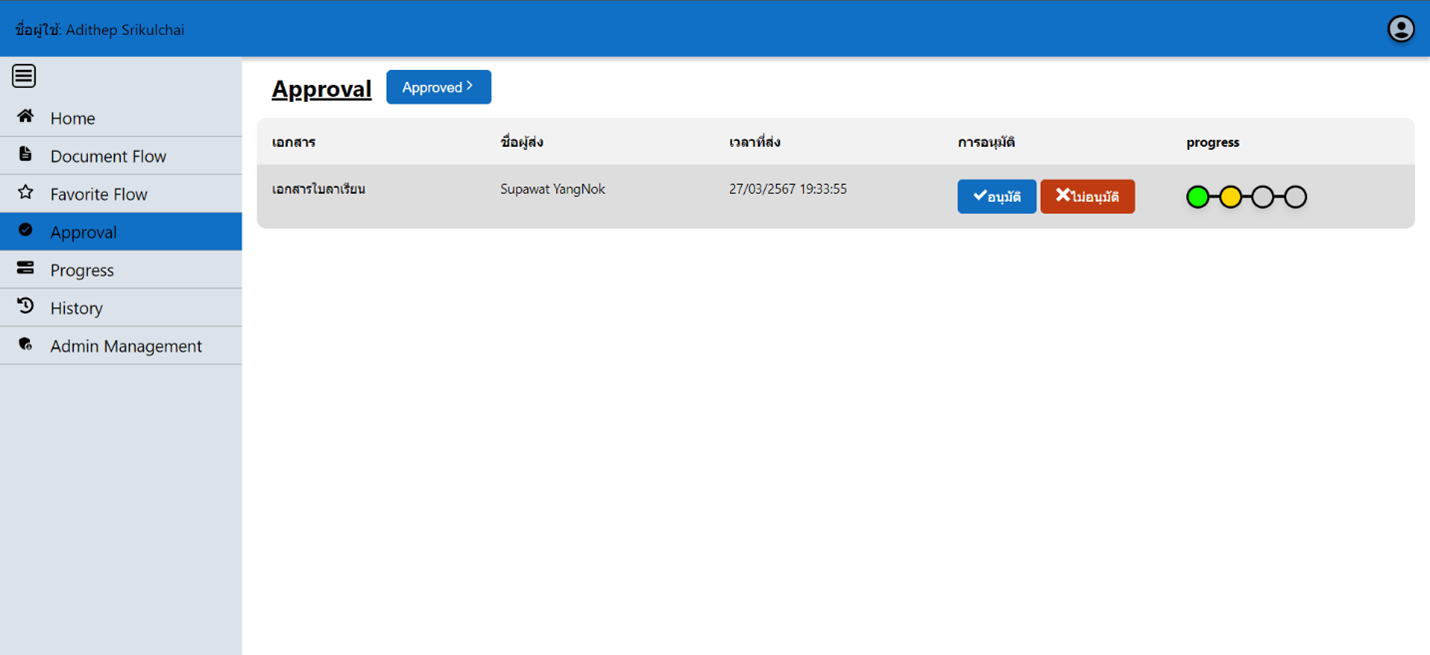 ชื่อผู้ใช้: Adithep Srikulchai
Home
Document Flow
Favorite Flow
Approval
Progress
History
Admin Management
Approval
Approved >
เอกสาร ชื่อผู้ส่ง เวลาที่ส่ง การอนุมัติ progress
เอกสารใบลาเรียน Supawat YangNok 27/03/2567 19:33:55 อนุมัติ ไม่อนุมัติ